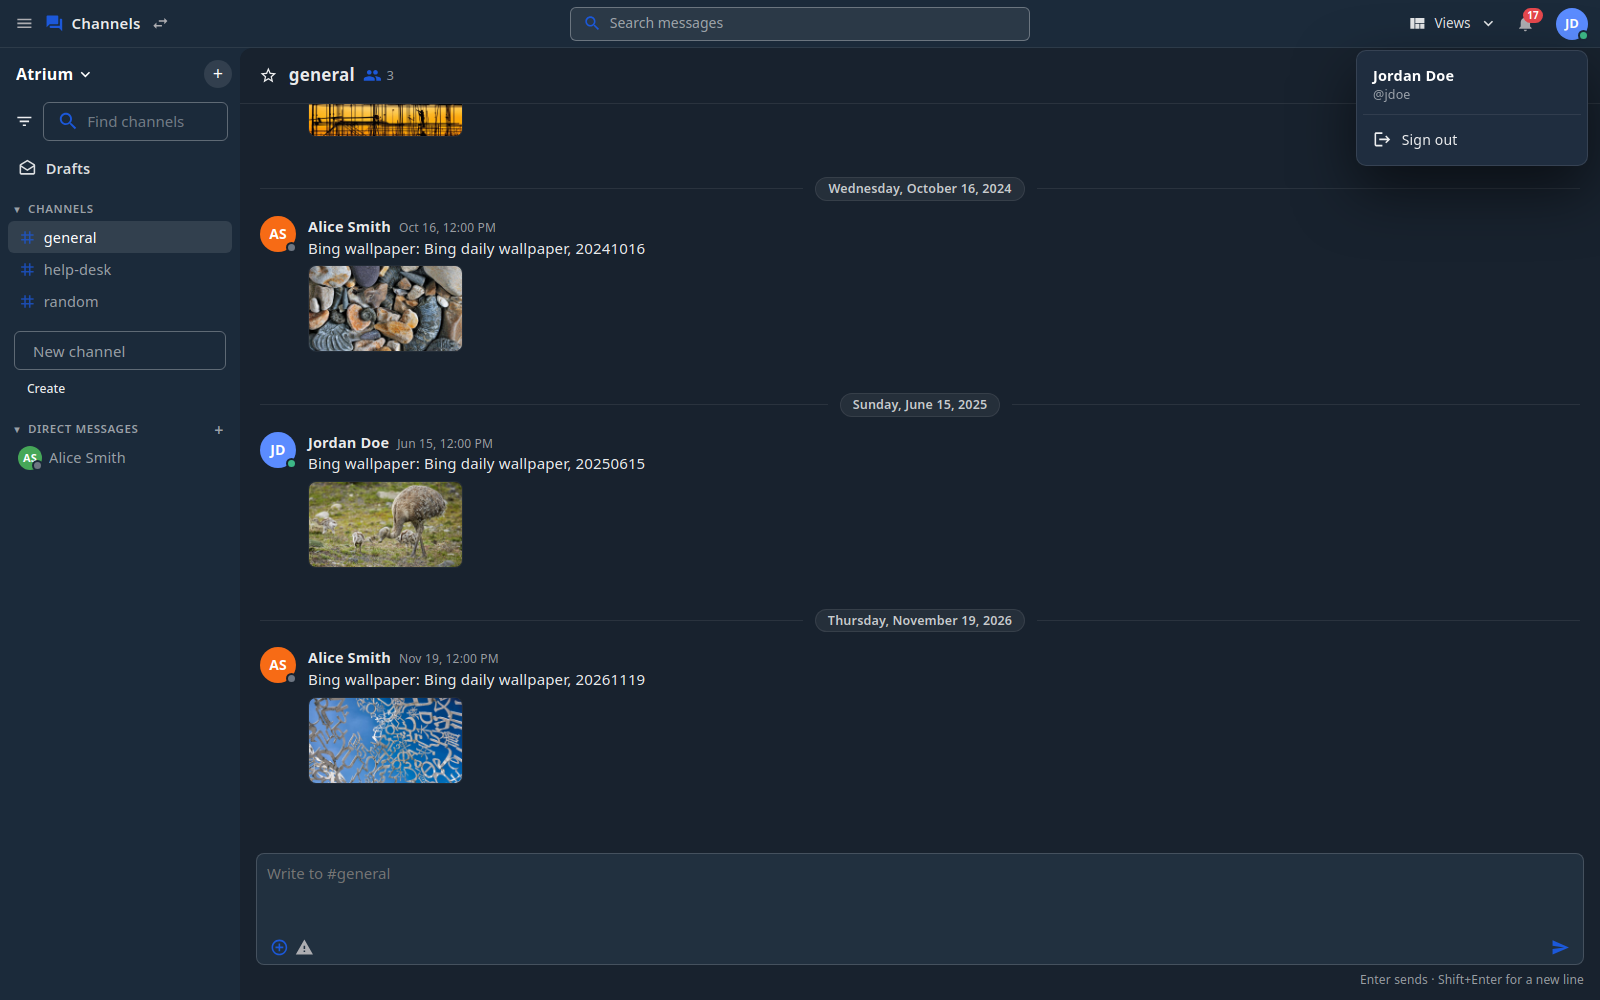 Channels
Search messages
Views
17
JD
Atrium
+
Find channels
Drafts
CHANNELS
general
help-desk
random
New channel
Create
DIRECT MESSAGES +
AS Alice Smith
general 3
Jordan Doe
@jdoe
Sign out
Wednesday, October 16, 2024
AS
Alice Smith Oct 16, 12:00 PM
Bing wallpaper: Bing daily wallpaper, 20241016
Sunday, June 15, 2025
JD
Jordan Doe Jun 15, 12:00 PM
Bing wallpaper: Bing daily wallpaper, 20250615
Thursday, November 19, 2026
AS
Alice Smith Nov 19, 12:00 PM
Bing wallpaper: Bing daily wallpaper, 20261119
Write to #general
Enter sends · Shift+Enter for a new line